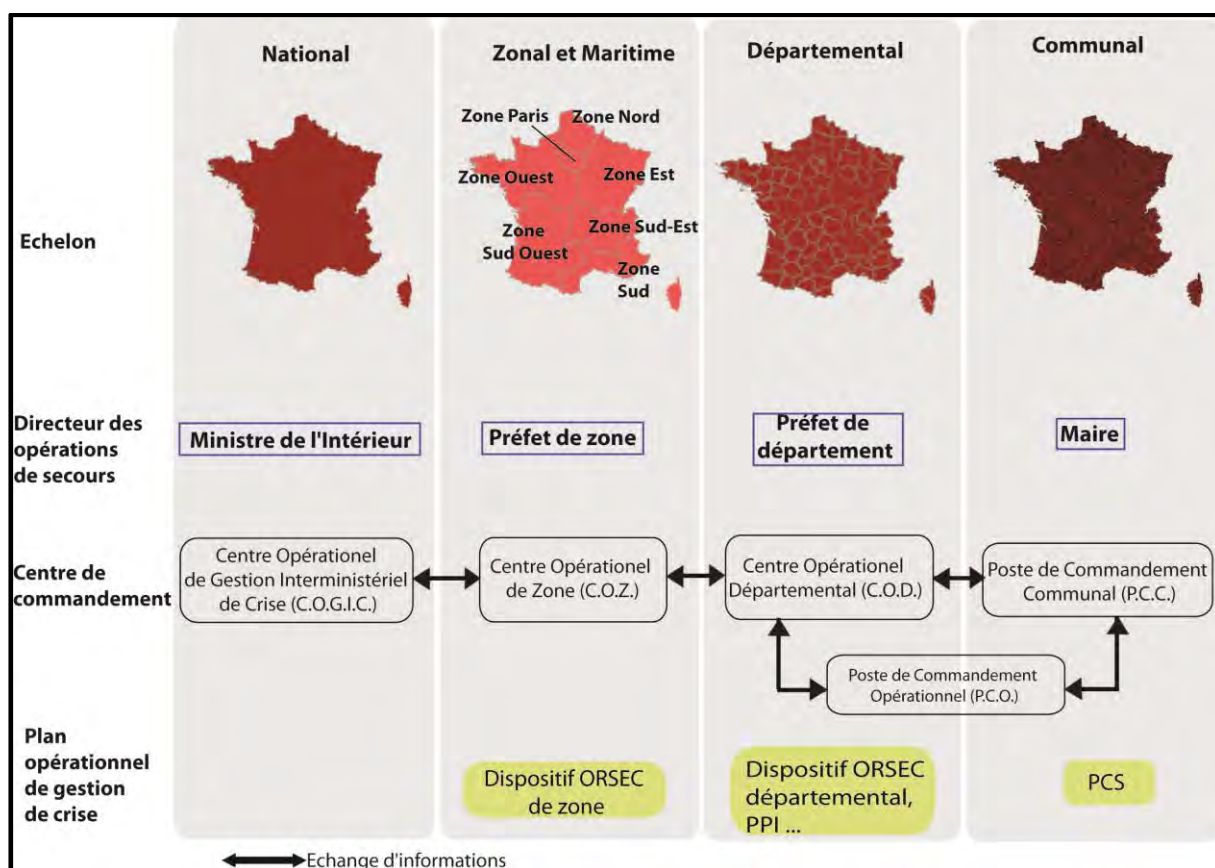 National
Zonal et Maritime
Départemental
Communal
Echelon
Zone Paris
Zone Nord
Zone Ouest
Zone Est
Zone
Sud Ouest
Zone Sud-Est
Zone
Sud
Directeur des
opérations
de secours
Ministre de l'Intérieur
Préfet de zone
Préfet de
département
Maire
Centre de
commandement
Centre Opérationel
de Gestion Interministériel
de Crise (C.O.G.I.C.)
Centre Opérationel
de Zone (C.O.Z.)
Centre Opérationel
Départemental (C.O.D.)
Poste de Commandement
Communal (P.C.C.)
Poste de Commandement
Opérationnel (P.C.O.)
Plan
opérationnel
de gestion
de crise
Dispositif ORSEC
de zone
Dispositif ORSEC
départemental,
PPI ...
PCS
Echange d'informations